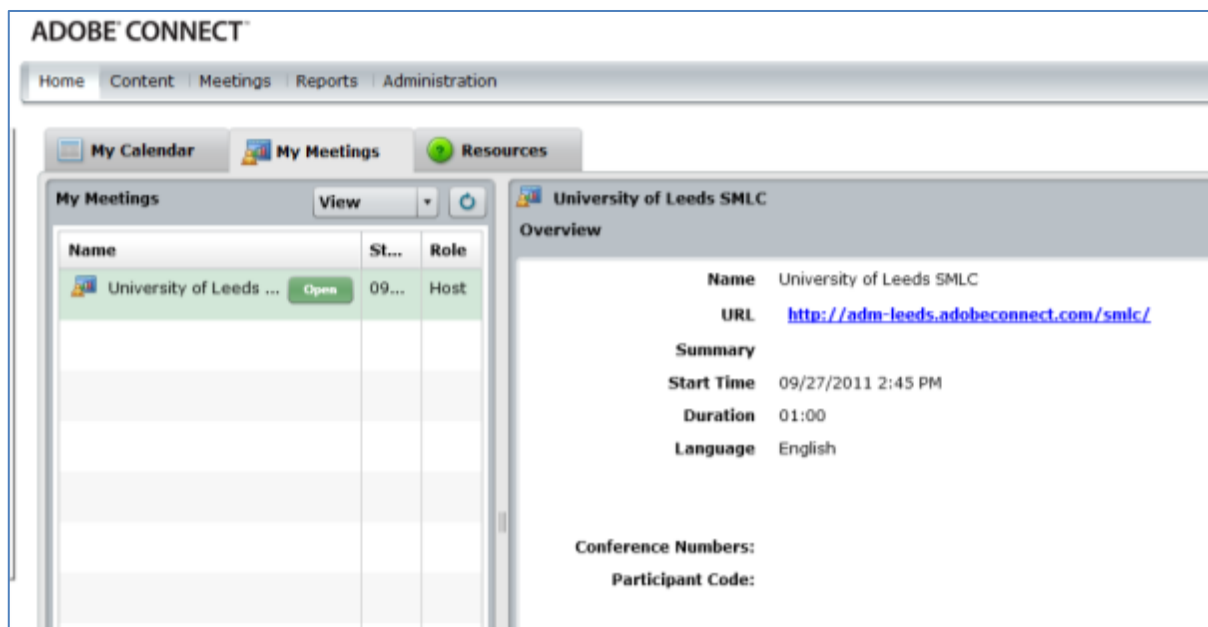 ADOBE® CONNECT™
Home Content Meetings Reports Administration
My Calendar My Meetings Resources
My Meetings View
Name St... Role
University of Leeds ... Open 09... Host
University of Leeds SMLC
Overview
Name University of Leeds SMLC
URL http://adm-leeds.adobeconnect.com/smlc/
Summary
Start Time 09/27/2011 2:45 PM
Duration 01:00
Language English
Conference Numbers:
Participant Code: